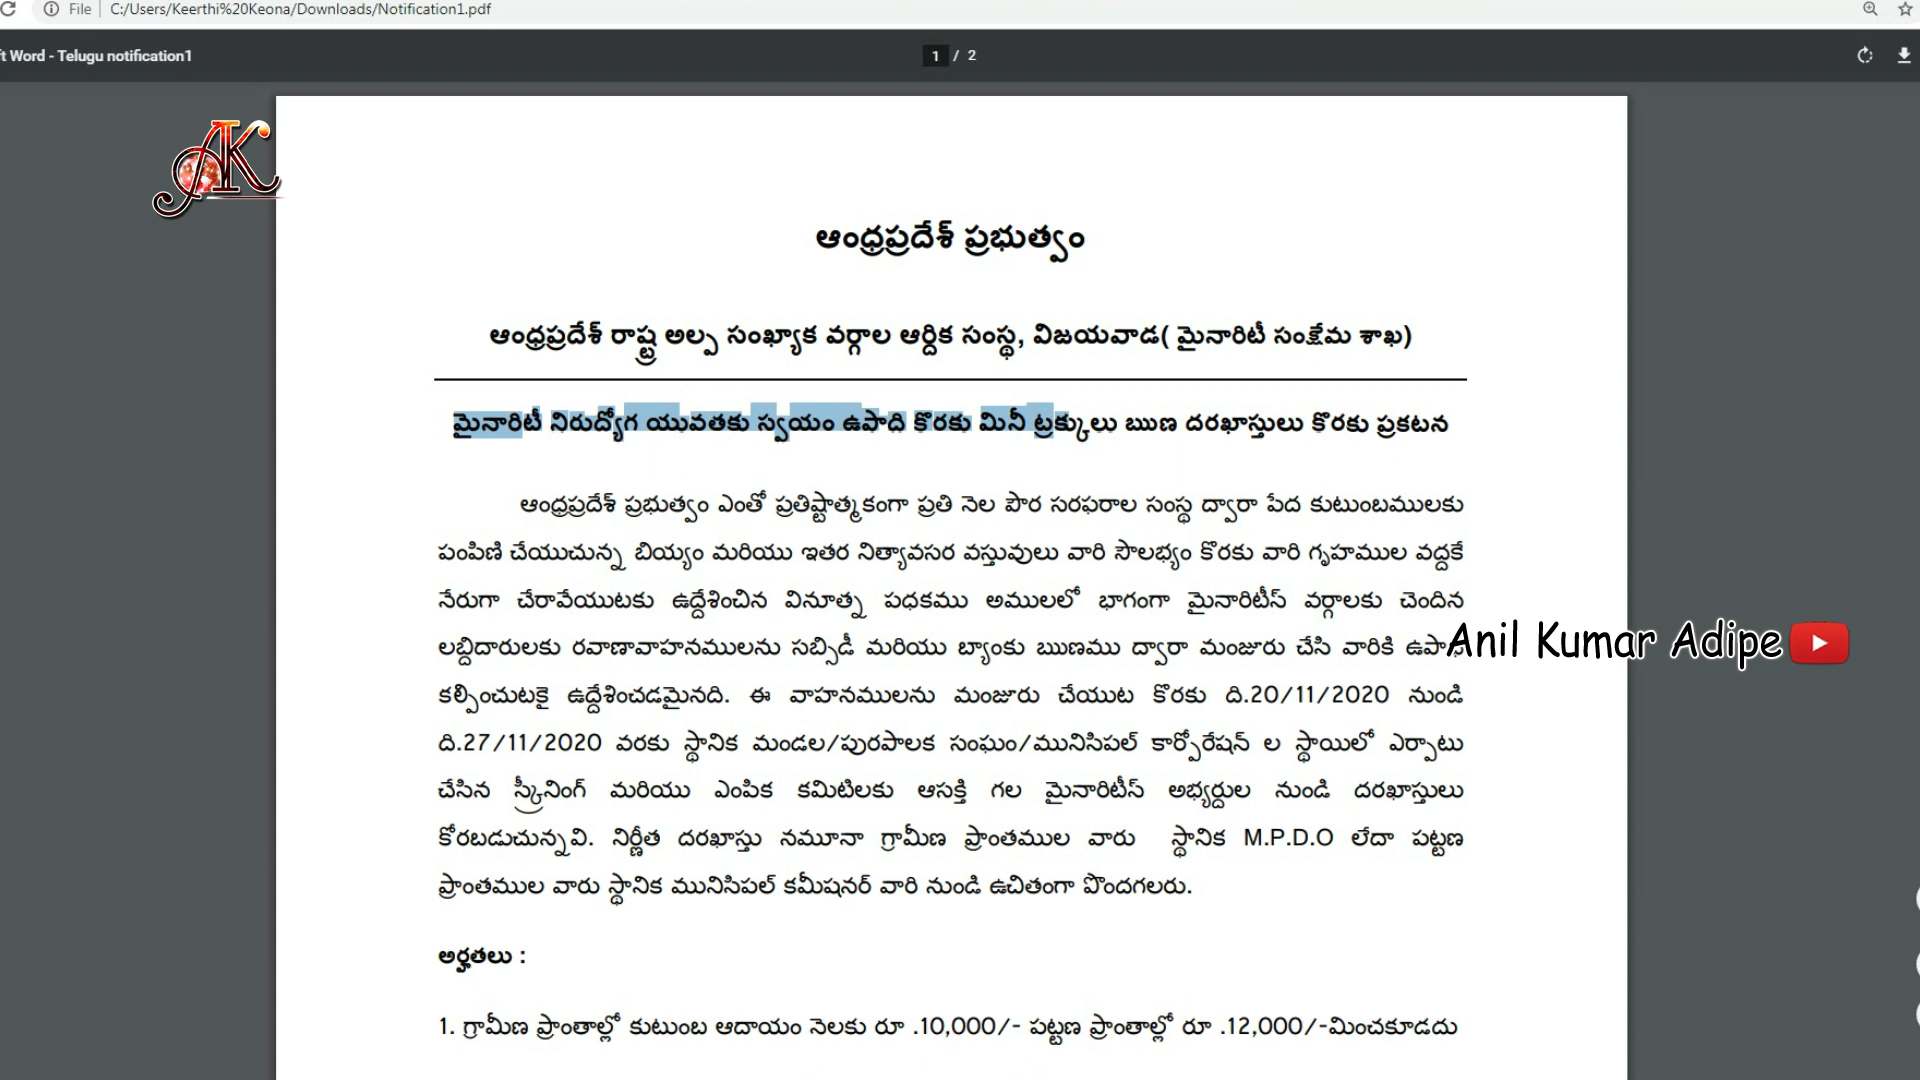 File | C:/Users/Keerthi%20Keona/Downloads/Notification1.pdf
ft Word - Telugu notification1
1 / 2
AK
ఆంధ్రప్రదేశ్ ప్రభుత్వం
ఆంధ్రప్రదేశ్ రాష్ట్ర అల్ప సంఖ్యాక వర్గాల ఆర్దిక సంస్థ, విజయవాడ( మైనారిటీ సంక్షేమ శాఖ)
మైనారిటీ నిరుద్యోగ యువతకు స్వయం ఉపాది కొరకు మినీ ట్రక్కులు ఋణ దరఖాస్తులు కొరకు ప్రకటన
ఆంధ్రప్రదేశ్ ప్రభుత్వం ఎంతో ప్రతిష్టాత్మకంగా ప్రతి నెల పౌర సరఫరాల సంస్థ ద్వారా పేద కుటుంబములకు
పంపిణి చేయుచున్న బియ్యం మరియు ఇతర నిత్యావసర వస్తువులు వారి సౌలభ్యం కొరకు వారి గృహముల వద్దకే
నేరుగా చేరావేయుటకు ఉద్దేశించిన వినూత్న పధకము అములలో భాగంగా మైనారిటీస్ వర్గాలకు చెందిన
లబ్దిదారులకు రవాణావాహనములను సబ్సిడీ మరియు బ్యాంకు ఋణము ద్వారా మంజూరు చేసి వారికి
Anil Kumar Adipe
కల్పించుటకై ఉద్దేశించడమైనది. ఈ వాహనములను మంజూరు చేయుట కొరకు ది.20/11/2020 నుండి
ది.27/11/2020 వరకు స్థానిక మండల/పురపాలక సంఘం/మునిసిపల్ కార్పోరేషన్ ల స్థాయిలో ఎర్పాటు
చేసిన స్క్రీనింగ్ మరియు ఎంపిక కమిటిలకు ఆసక్తి గల మైనారిటీస్ అభ్యర్దుల నుండి దరఖాస్తులు
కోరబడుచున్నవి. నిర్ణీత దరఖాస్తు నమూనా గ్రామీణ ప్రాంతముల వారు స్థానిక M.P.D.O లేదా పట్టణ
ప్రాంతముల వారు స్థానిక మునిసిపల్ కమీషనర్ వారి నుండి ఉచితంగా పొందగలరు.
అర్హతలు :
1. గ్రామీణ ప్రాంతాల్లో కుటుంబ ఆదాయం నెలకు రూ .10,000/- పట్టణ ప్రాంతాల్లో రూ .12,000/-మించకూడదు